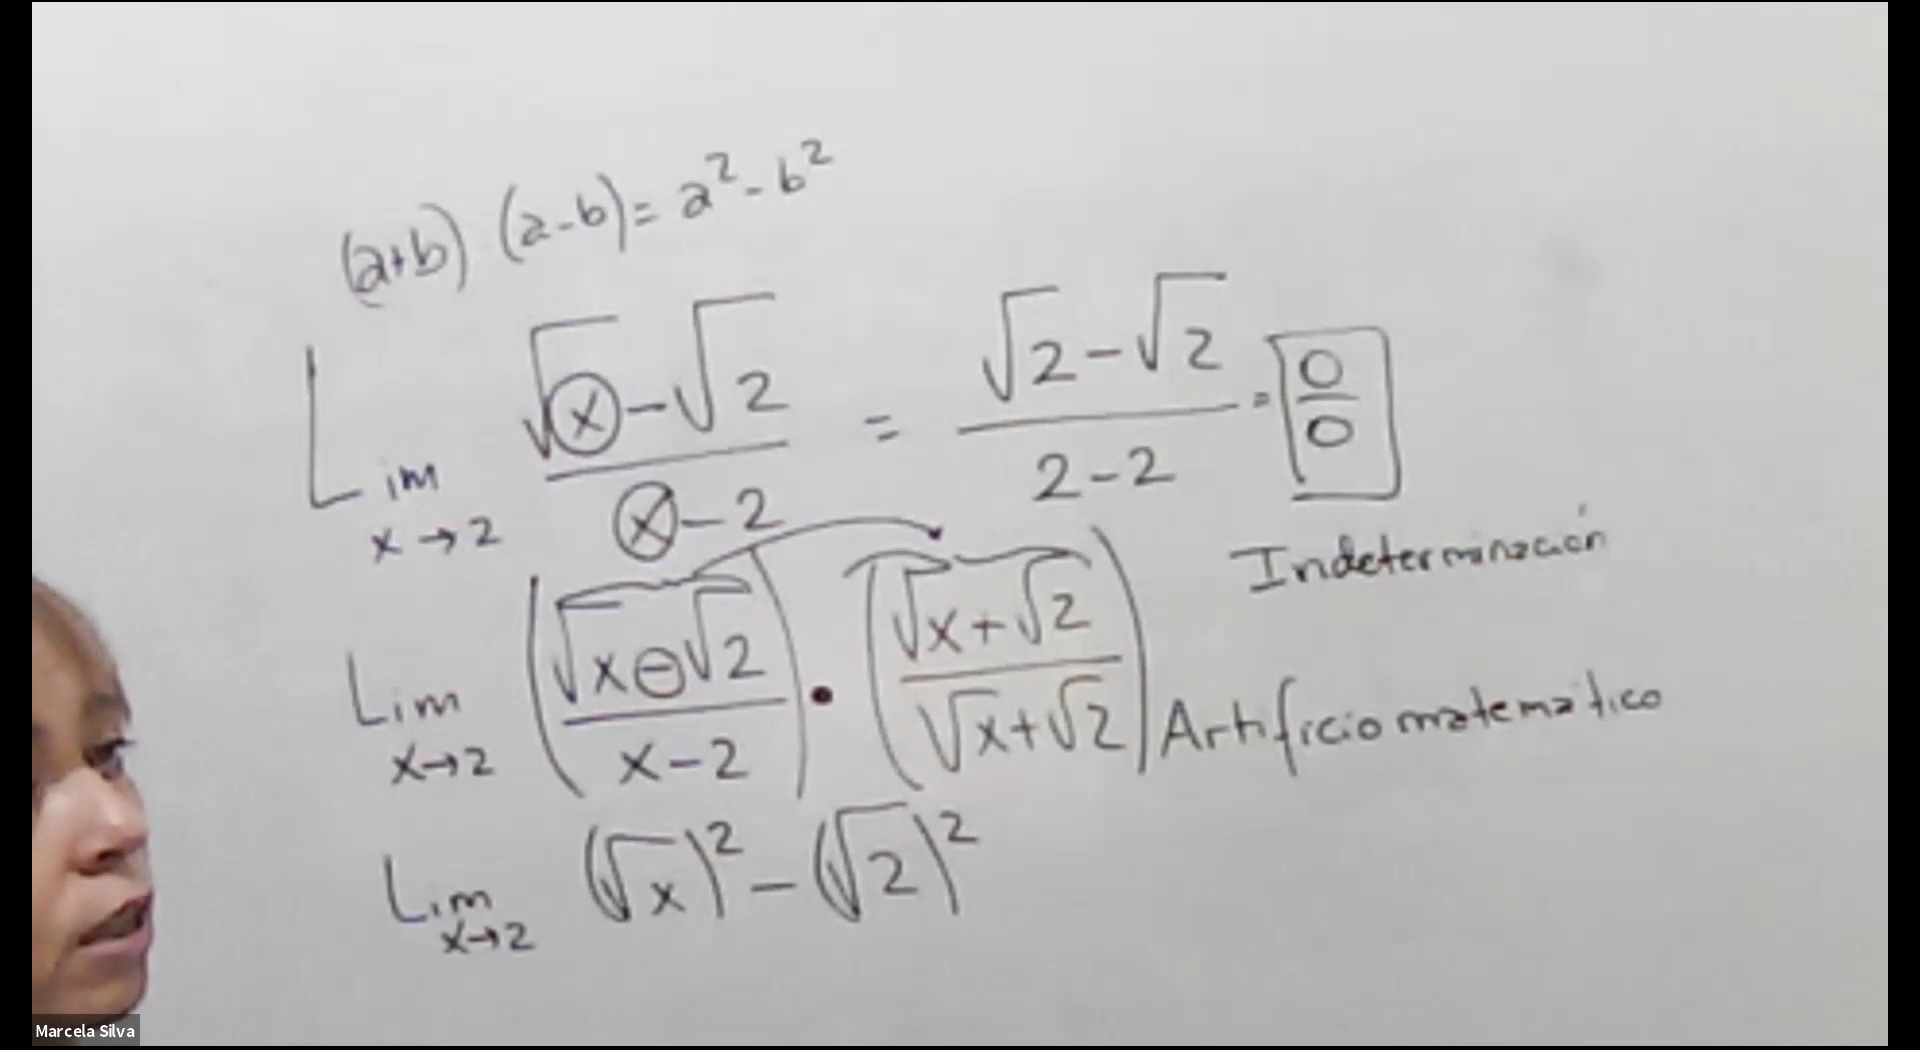 (a+b) (a-b) = a² - b²
Lim x→2 (√x - √2)/(x - 2) = (√2 - √2)/(2 - 2) = 0/0
Indeterminación
Lim x→2 ((√x - √2)/(x - 2)) • ((√x + √2)/(√x + √2)) Artificio matemático
Lim x→2 (√x)² - (√2)²
Marcela Silva